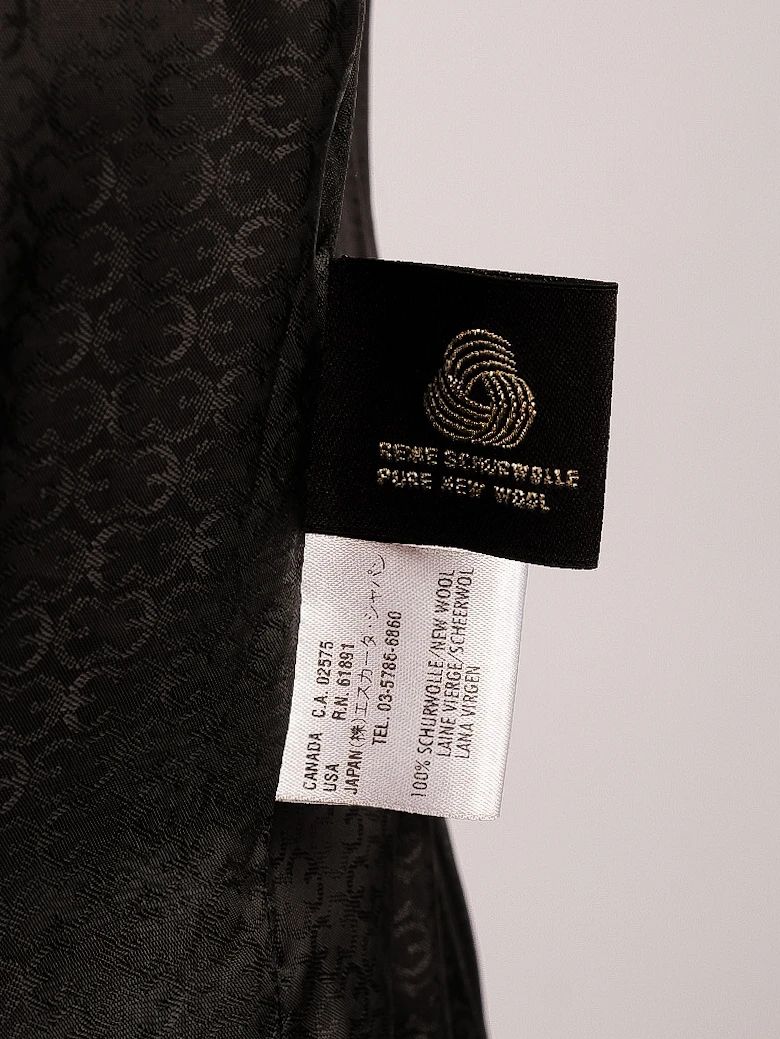 REINE SCHURWOLLE
PURE NEW WOOL
CANADA C.A. 02575
USA R.N. 61891
JAPAN(株)エスカーダ・ジャパン
TEL. 03-5786-6860
100% SCHURWOLLE/NEW WOOL
LAINE VIERGE/SCHEERWOL
LANA VIRGEN